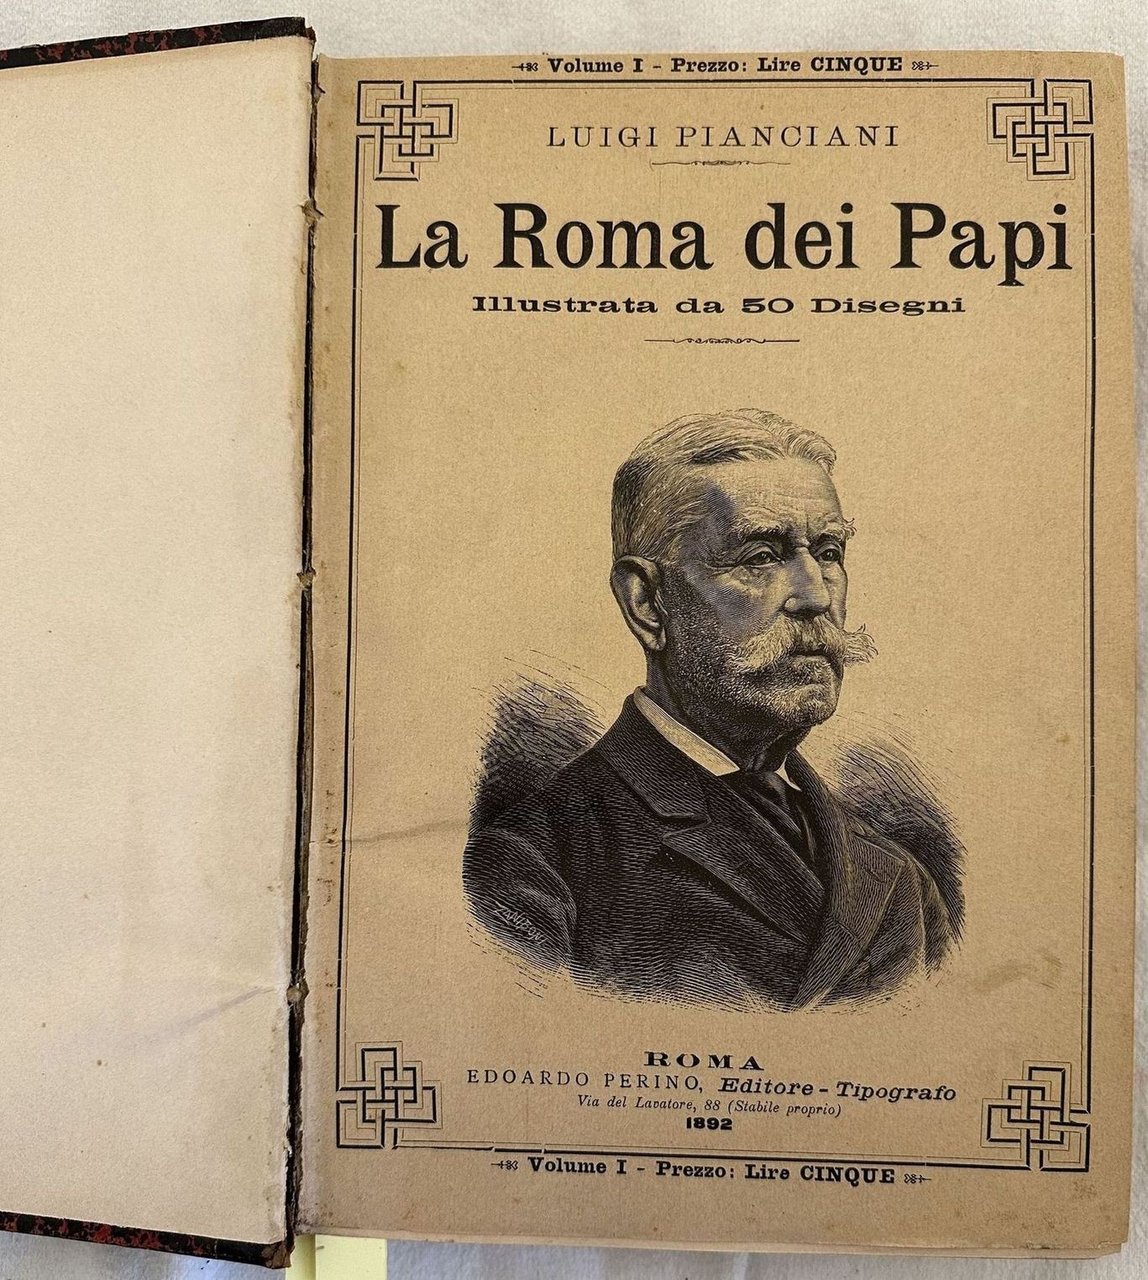 Volume I - Prezzo: Lire CINQUE
LUIGI PIANCIANI
La Roma dei Papi
Illustrata da 50 Disegni
ROMA
EDOARDO PERINO, Editore - Tipografo
Via del Lavatore, 88 (Stabile proprio)
1892
Volume I - Prezzo: Lire CINQUE